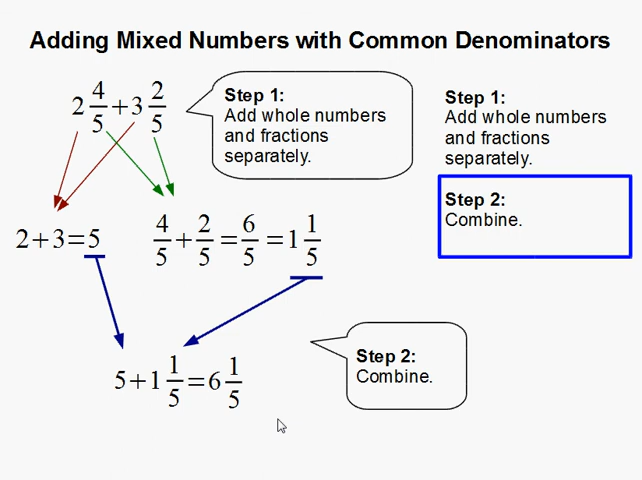 Adding Mixed Numbers with Common Denominators
2 4/5 + 3 2/5
Step 1:
Add whole numbers
and fractions
separately.
Step 1:
Add whole numbers
and fractions
separately.
Step 2:
Combine.
2+3=5
4/5 + 2/5 = 6/5 = 1 1/5
5+1 1/5 = 6 1/5
Step 2:
Combine.